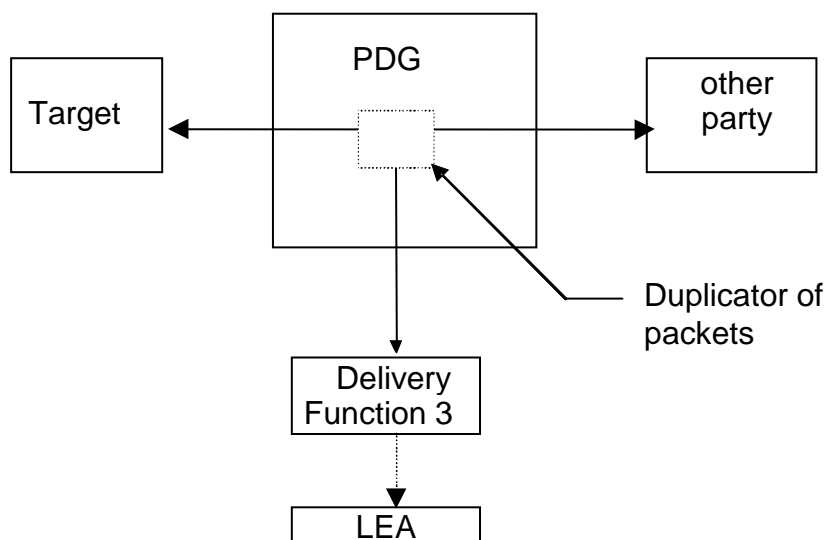 PDG
Target
other
party
Duplicator of
packets
Delivery
Function 3
LEA